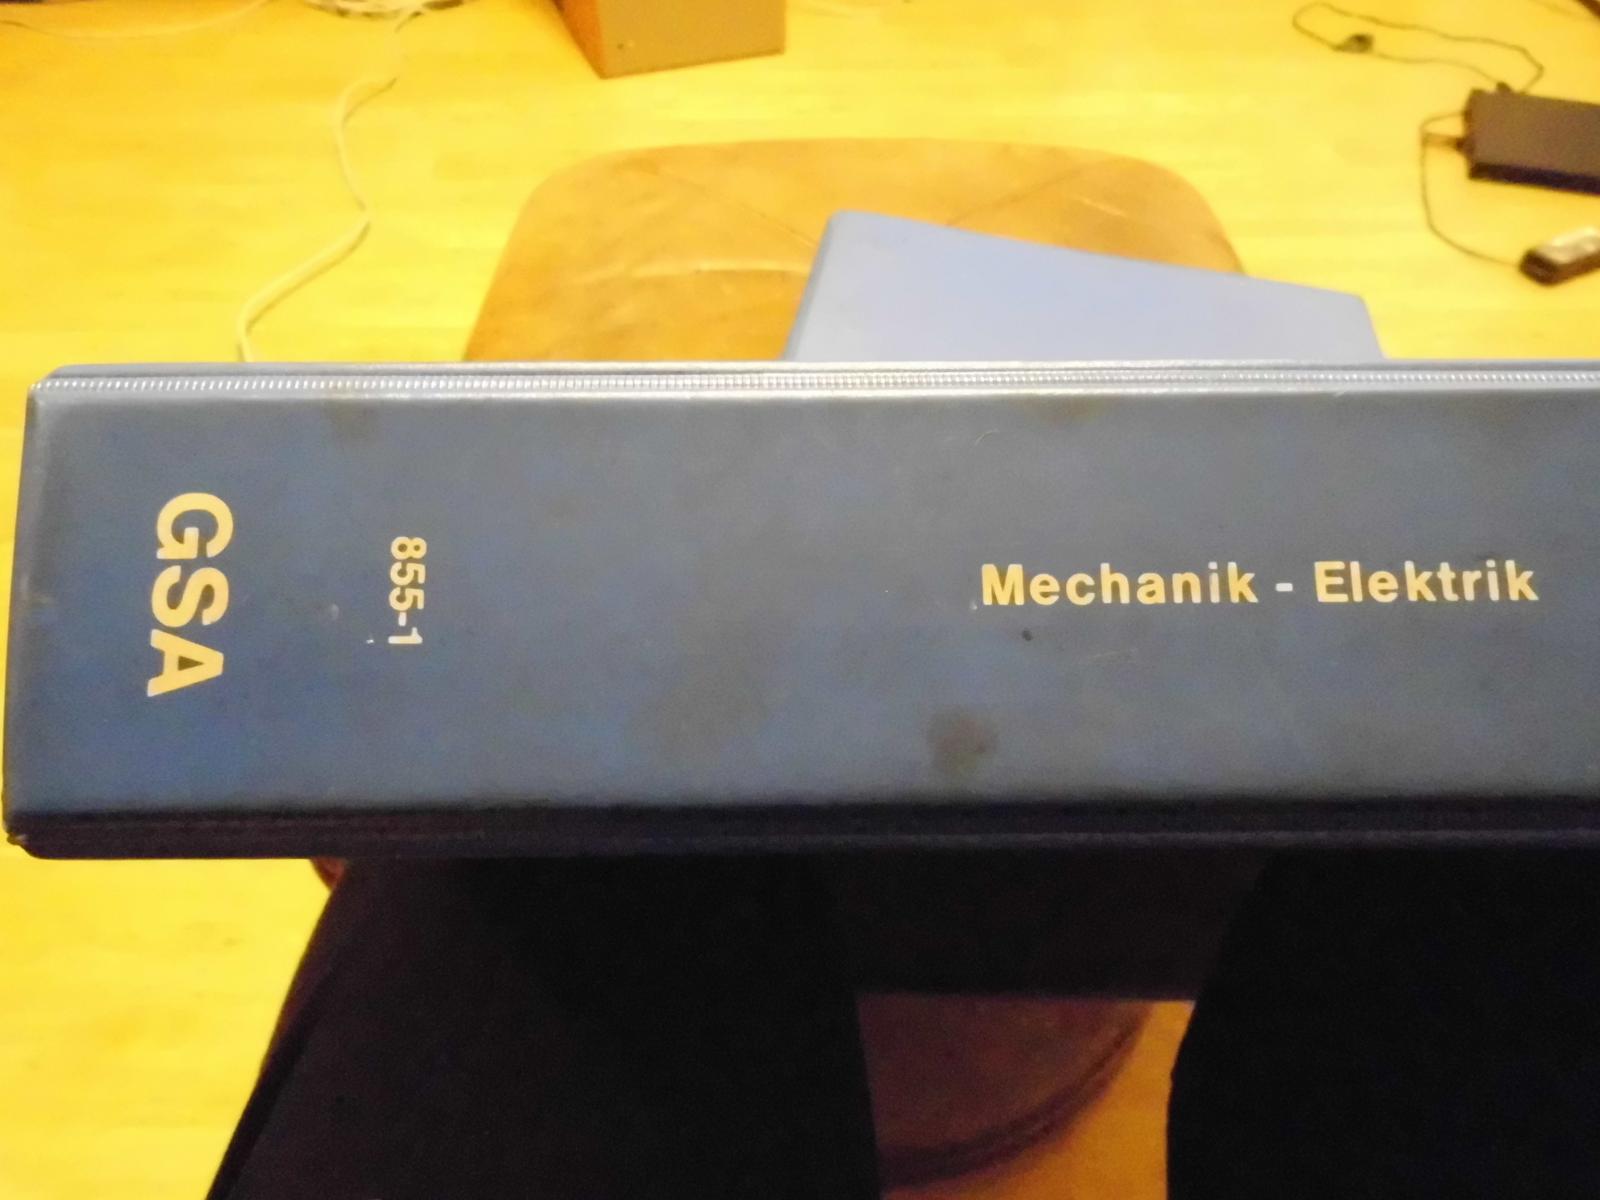 GSA
855-1
Mechanik - Elektrik